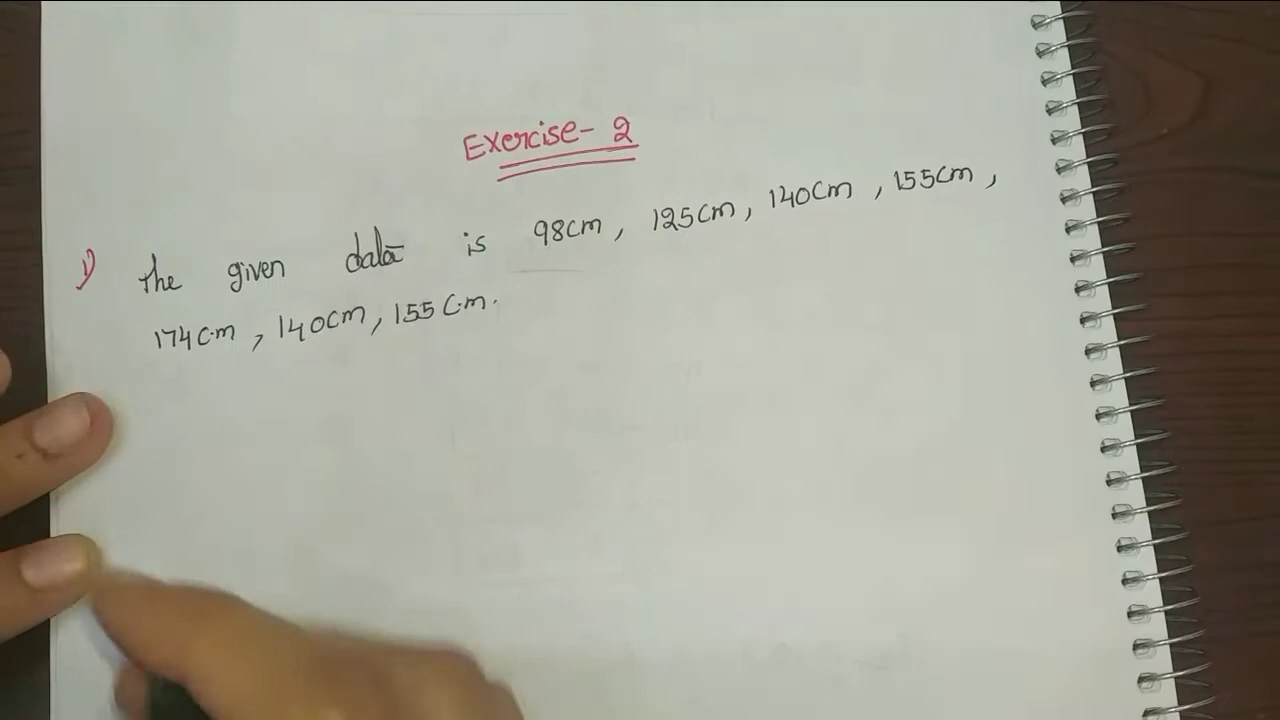 Exercise- 2
1) the given data is 98cm, 125cm, 140cm, 155cm,
174cm, 140cm, 155cm.